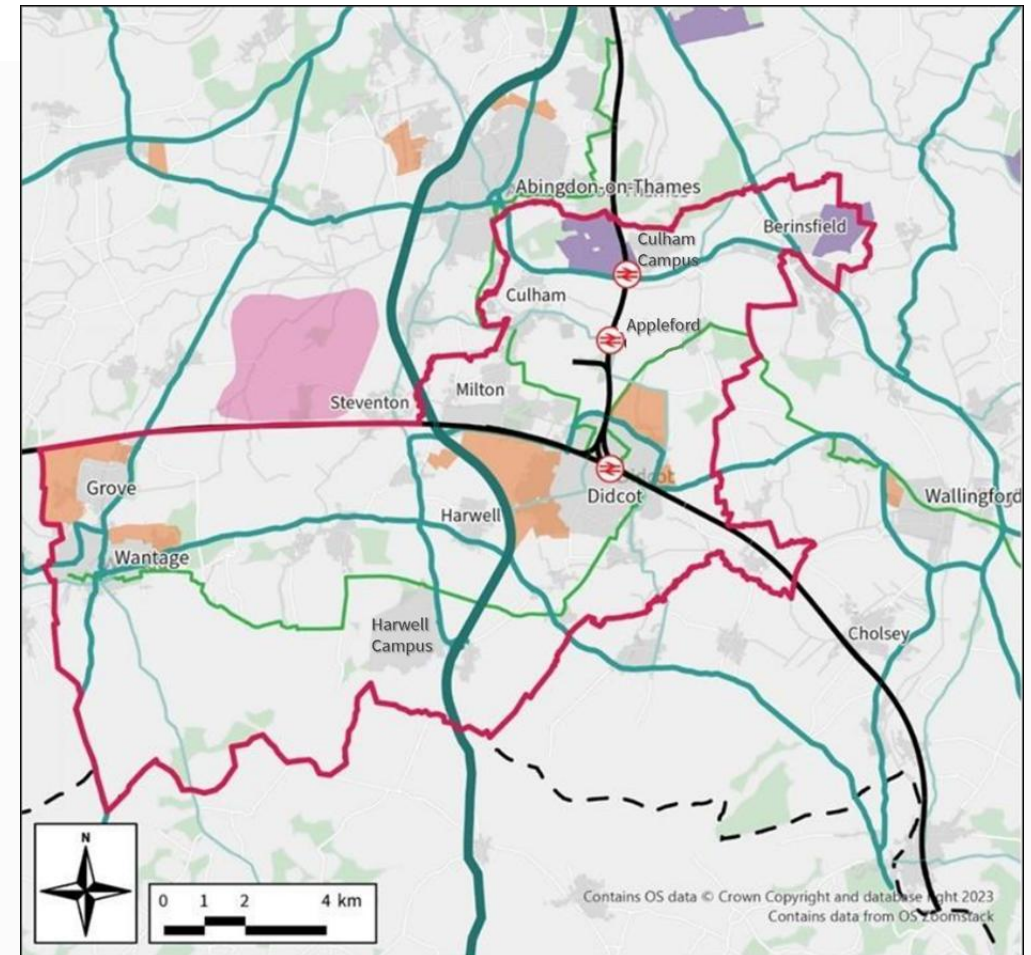 Abingdon-on-Thames
Berinsfield
Culham
Campus
Culham
Appleford
Milton
Steventon
Grove
Didcot
Didcot
Wallingford
Harwell
Wantage
Harwell
Campus
Cholsey
N
0 1 2 4 km
Contains OS data © Crown Copyright and database right 2023
Contains data from OS Zoomstack